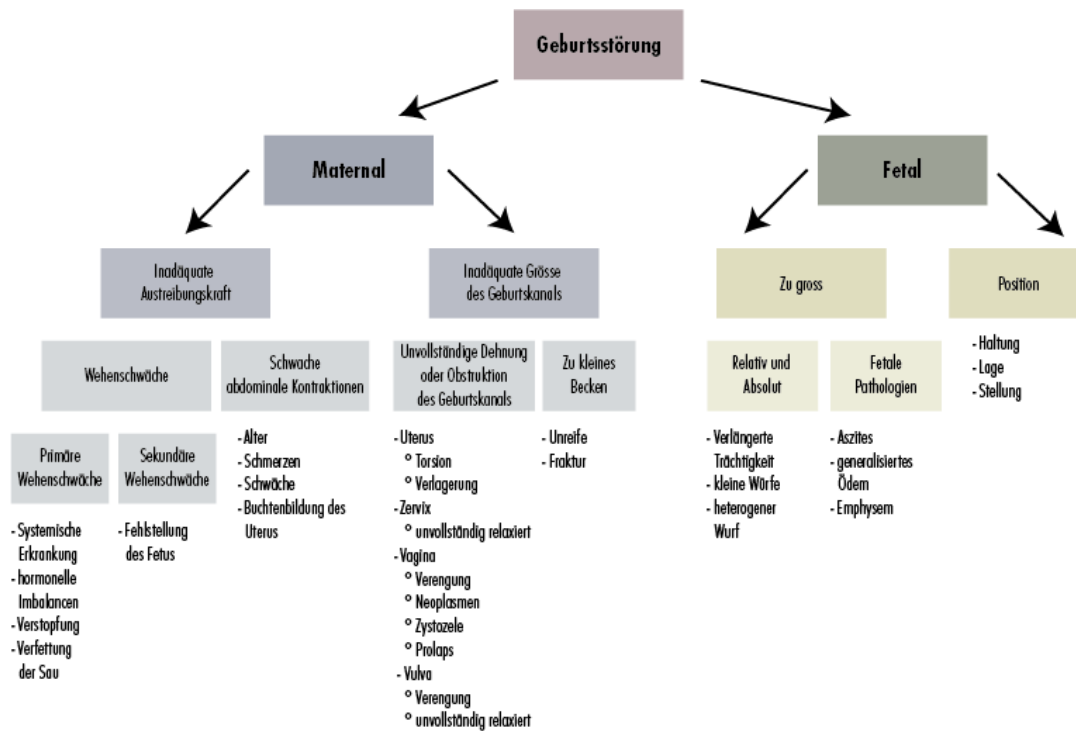 Geburtsstörung
Maternal
Fetal
Inadäquate
Austreibungskraft
Inadäquate Grösse
des Geburtskanals
Zu gross
Position
Wehenschwäche
Schwache
abdominale Kontraktionen
Unvollständige Dehnung
oder Obstruktion
des Geburtskanals
Zu kleines
Becken
Relativ und
Absolut
Fetale
Pathologien
- Haltung
- Lage
- Stellung
Primäre
Wehenschwäche
Sekundäre
Wehenschwäche
- Alter
- Schmerzen
- Schwäche
- Buchtenbildung des
Uterus
- Uterus
° Torsion
° Verlagerung
- Zervix
° unvollständig relaxiert
- Vagina
° Verengung
° Neoplasmen
° Zystozele
° Prolaps
- Vulva
° Verengung
° unvollständig relaxiert
- Unreife
- Fraktur
- Verlängerte
Trächtigkeit
- kleine Würfe
- heterogener
Wurf
- Aszites
- generalisiertes
Ödem
- Emphysem
- Systemische
Erkrankung
- hormonelle
Imbalancen
- Verstopfung
- Verfettung
der Sau
- Fehlstellung
des Fetus